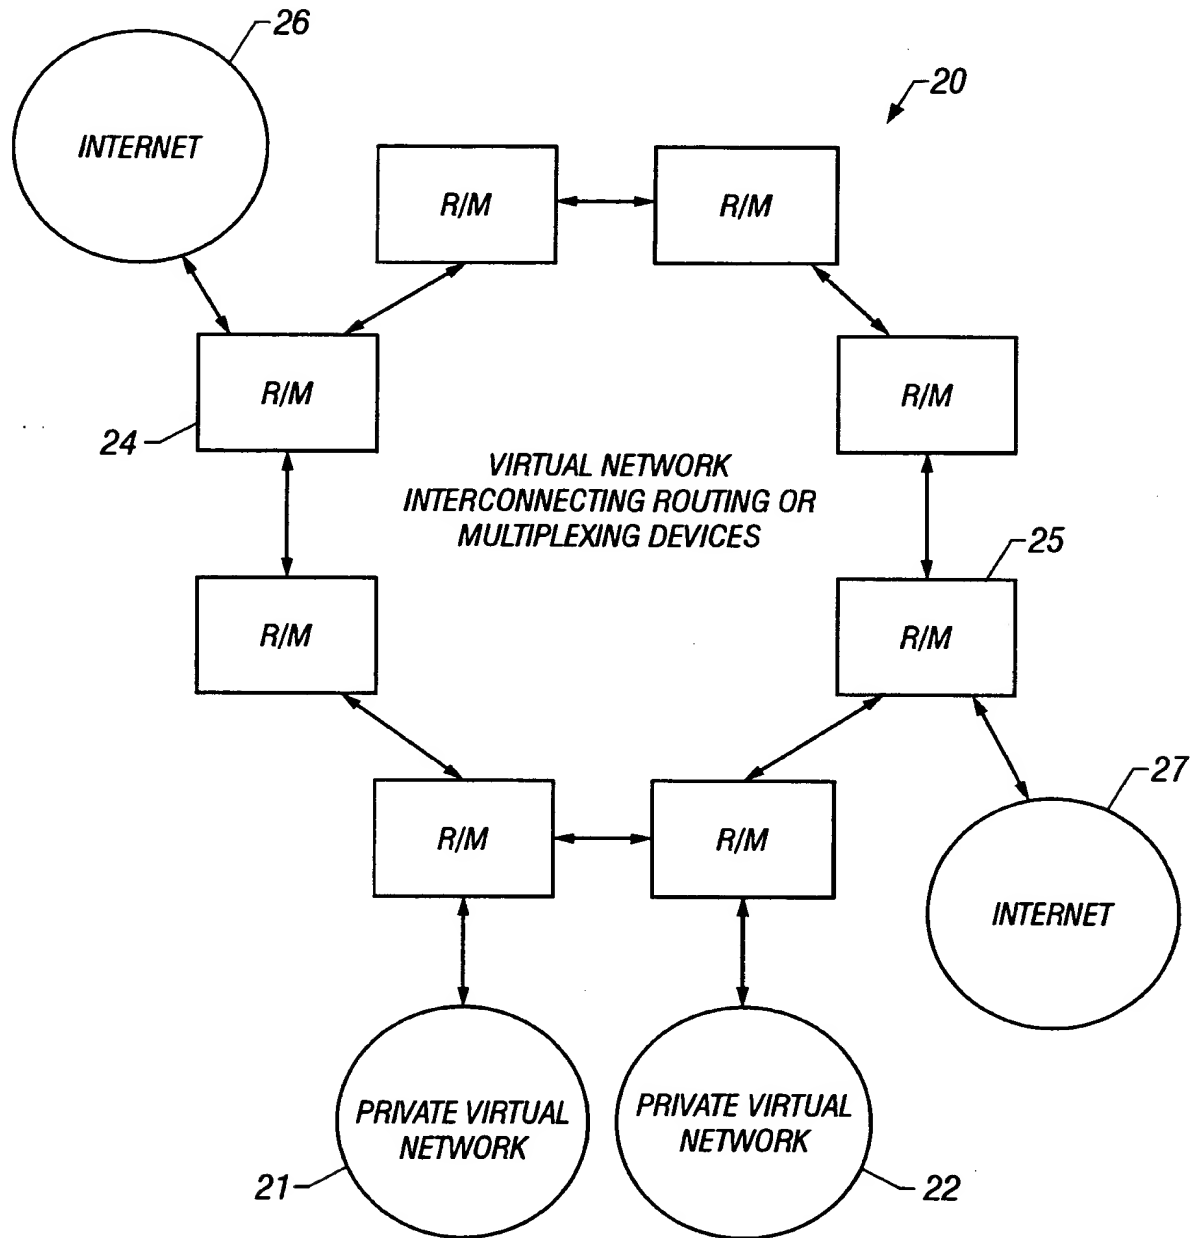 26
20
INTERNET
R/M
R/M
R/M
R/M
24
VIRTUAL NETWORK
INTERCONNECTING ROUTING OR
MULTIPLEXING DEVICES
25
R/M
R/M
27
R/M
R/M
INTERNET
PRIVATE VIRTUAL
NETWORK
PRIVATE VIRTUAL
NETWORK
21
22